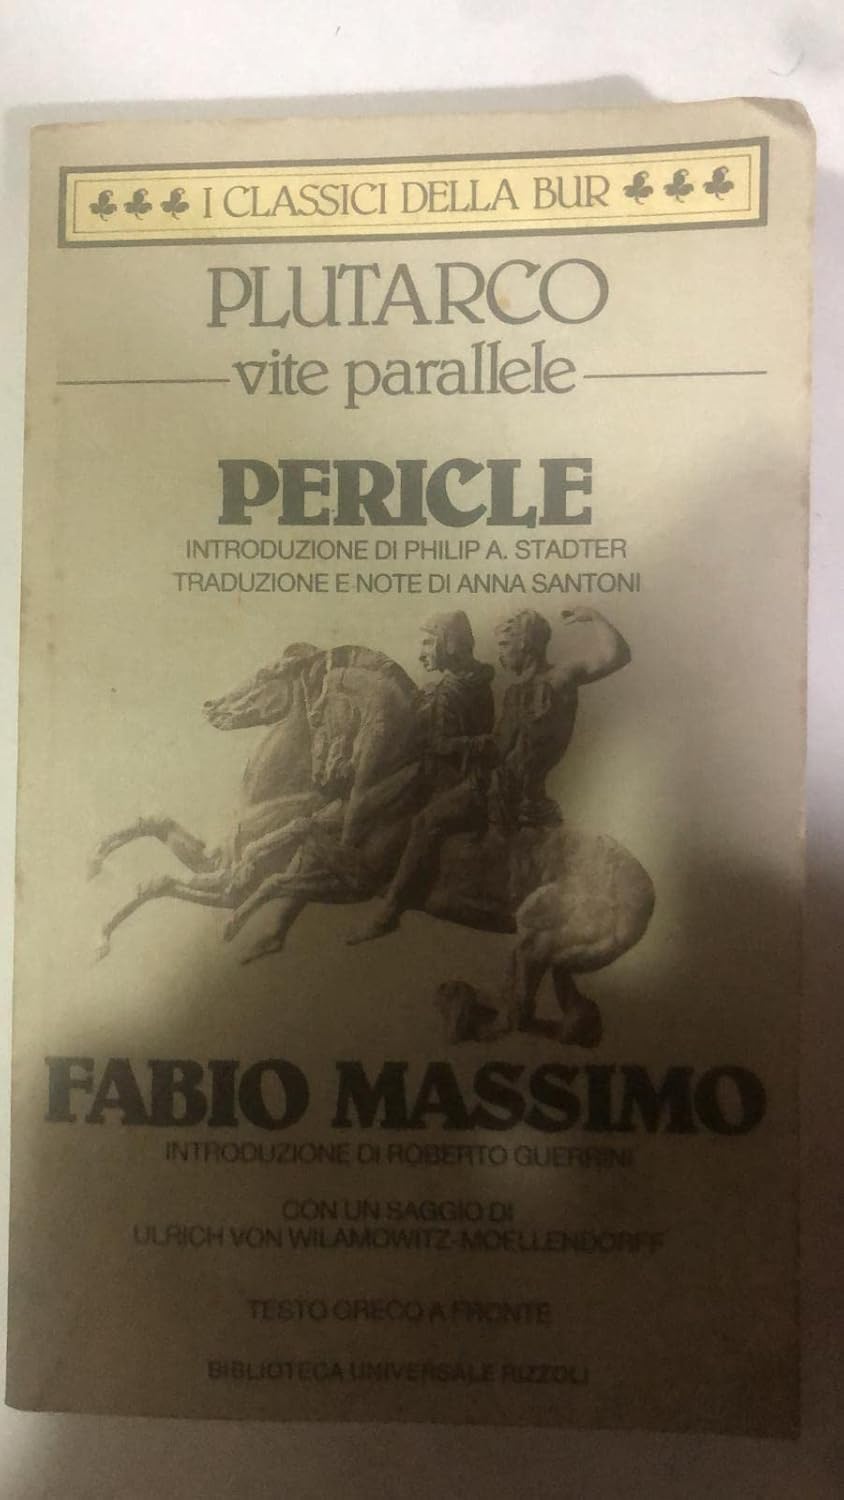 I CLASSICI DELLA BUR
PLUTARCO
vite parallele
PERICLE
INTRODUZIONE DI PHILIP A. STADTER
TRADUZIONE E NOTE DI ANNA SANTONI
FABIO MASSIMO
INTRODUZIONE DI ROBERTO GUERRINI
CON UN SAGGIO DI
ULRICH VON WILAMOWITZ-MOELLENDORFF
TESTO GRECO A FRONTE
BIBLIOTECA UNIVERSALE RIZZOLI